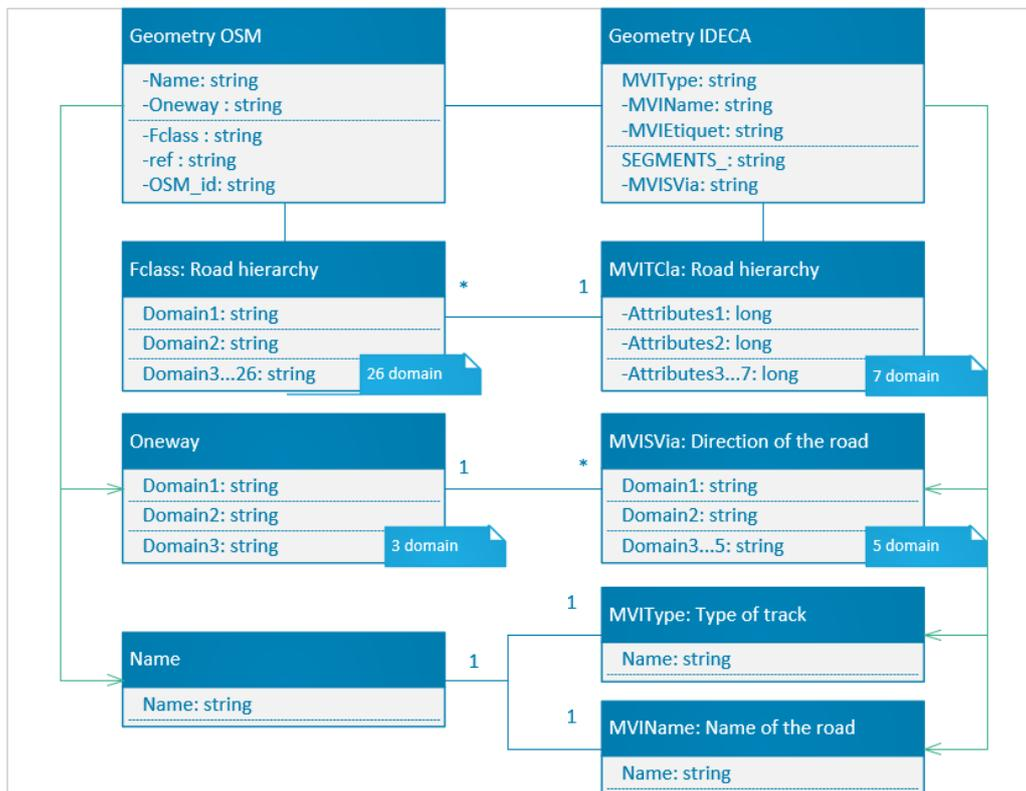 Geometry OSM
-Name: string
-Oneway : string
-Fclass : string
-ref : string
-OSM_id: string
Geometry IDECA
MVIType: string
-MVIName: string
-MVIEtiquet: string
SEGMENTS_: string
-MVISVia: string
Fclass: Road hierarchy
Domain1: string
Domain2: string
Domain3...26: string
26 domain
*
1
MVITCla: Road hierarchy
-Attributes1: long
-Attributes2: long
-Attributes3...7: long
7 domain
Oneway
Domain1: string
Domain2: string
Domain3: string
3 domain
1
*
MVISVia: Direction of the road
Domain1: string
Domain2: string
Domain3...5: string
5 domain
Name
Name: string
1
1
MVIType: Type of track
Name: string
1
MVIName: Name of the road
Name: string